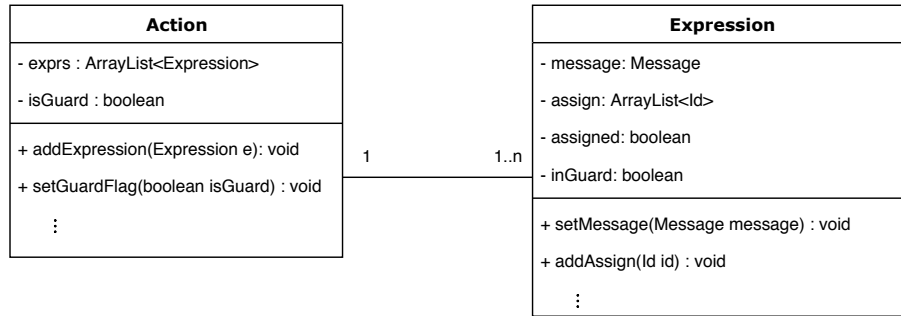 Action
- exprs : ArrayList<Expression>
- isGuard : boolean
+ addExpression(Expression e): void
+ setGuardFlag(boolean isGuard) : void
⋮
1
1..n
Expression
- message: Message
- assign: ArrayList<Id>
- assigned: boolean
- inGuard: boolean
+ setMessage(Message message) : void
+ addAssign(Id id) : void
⋮